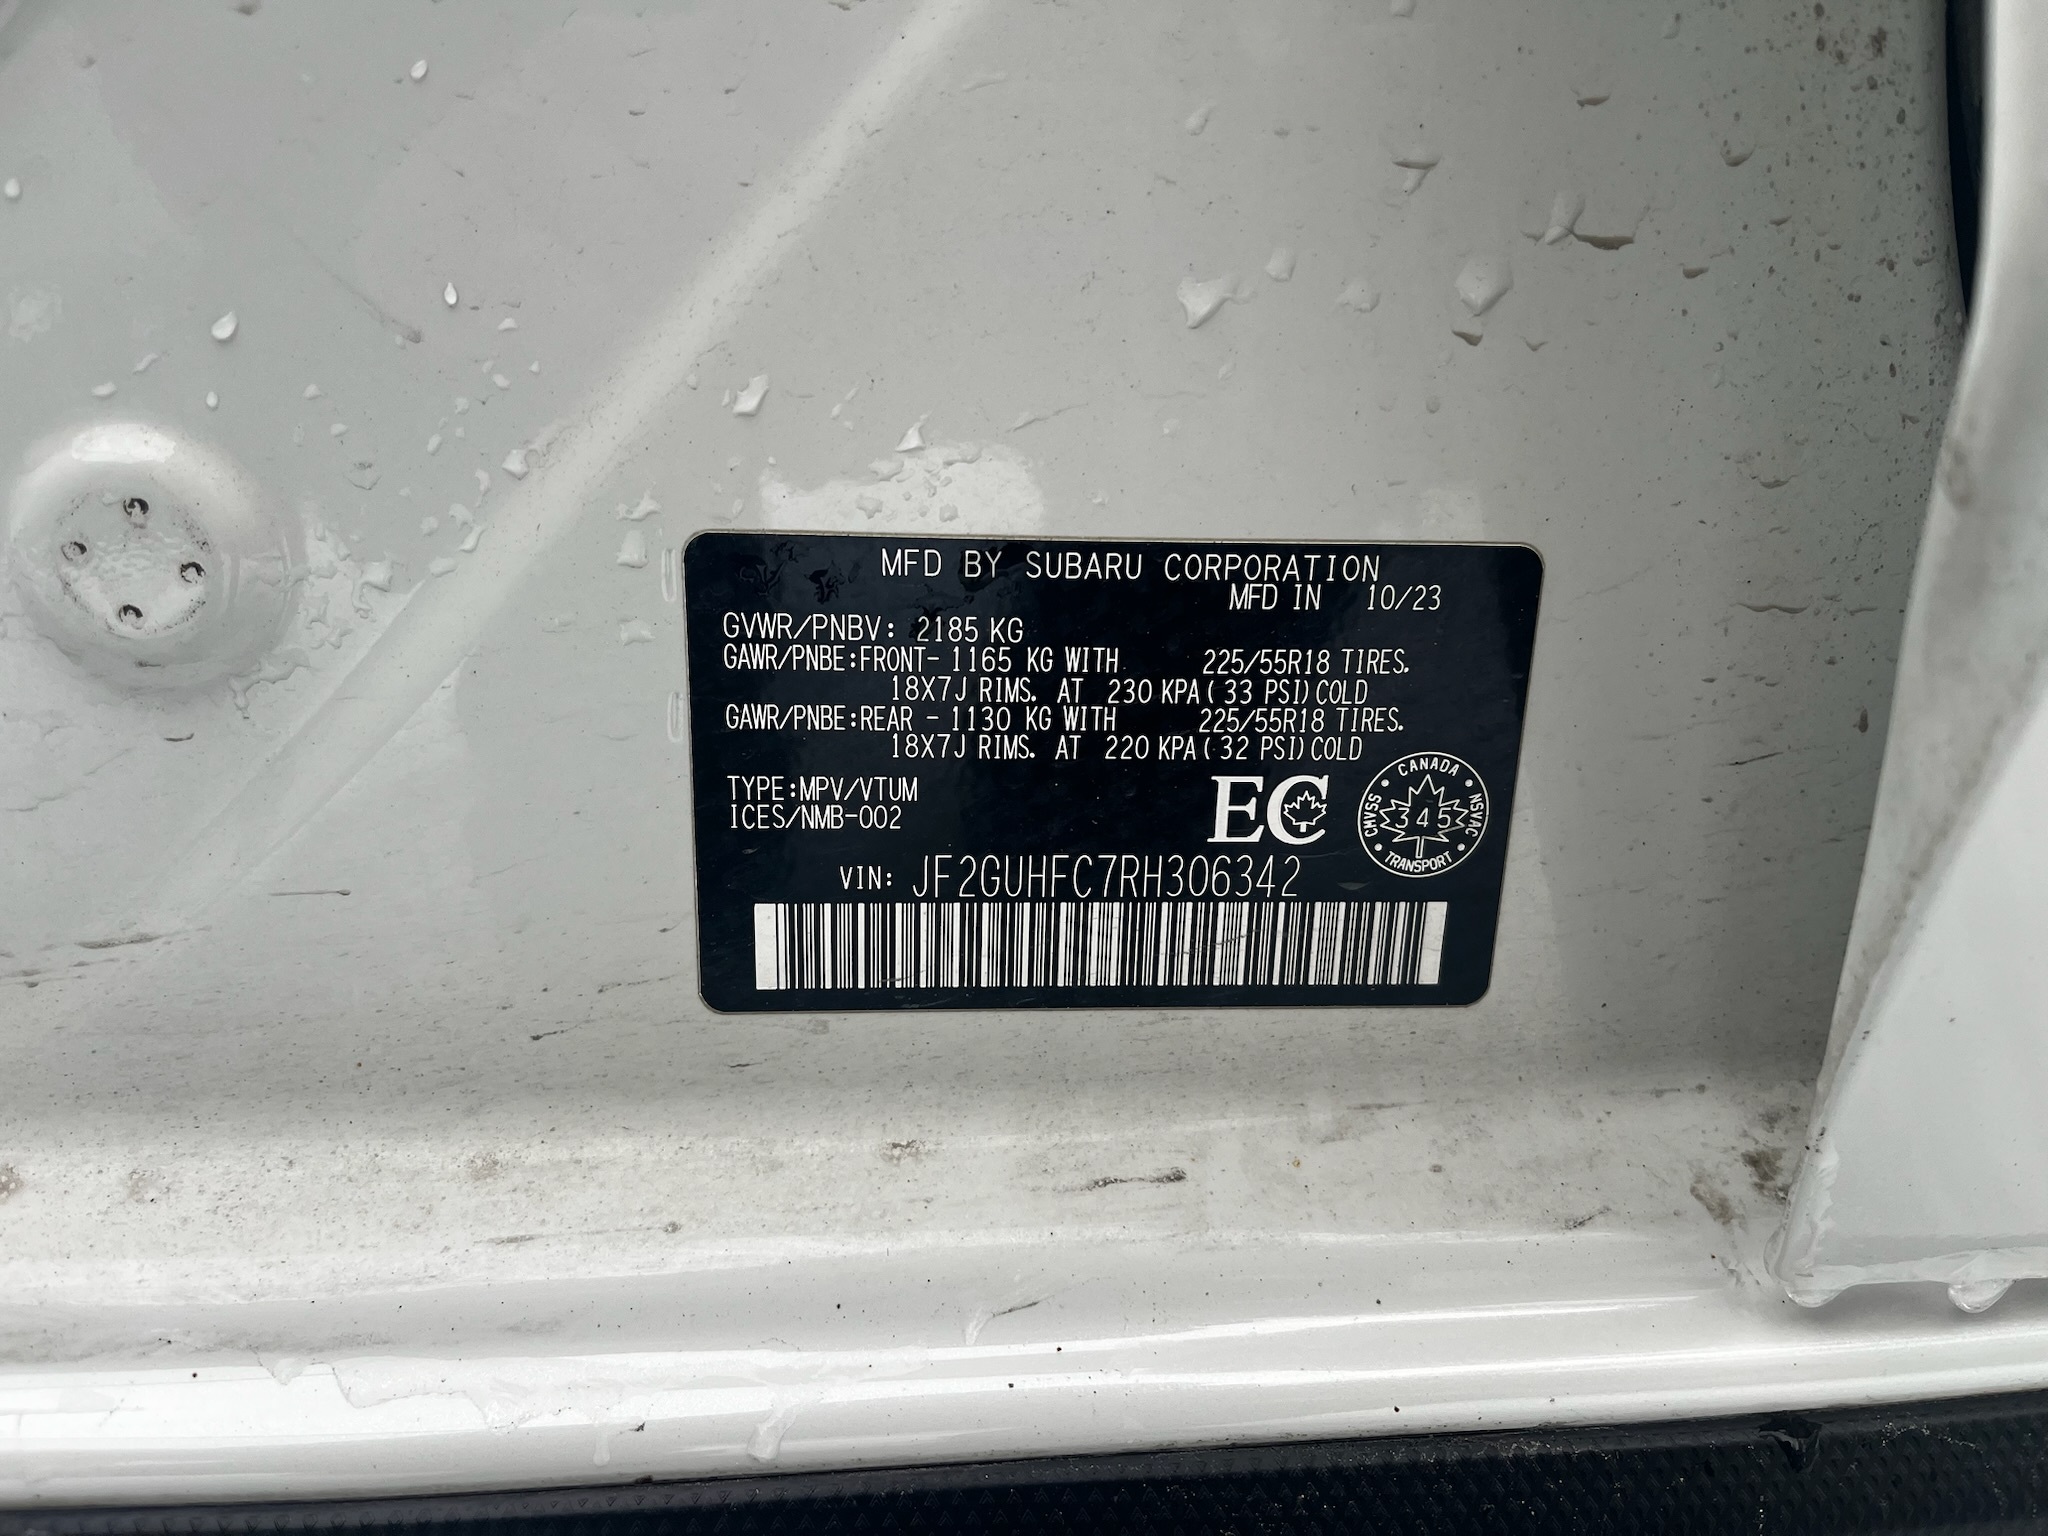 MFD BY SUBARU CORPORATION
MFD IN 10/23
GVWR/PNBV: 2185 KG
GAWR/PNBE:FRONT- 1165 KG WITH 225/55R18 TIRES.
18X7J RIMS. AT 230 KPA( 33 PSI)COLD
GAWR/PNBE:REAR - 1130 KG WITH 225/55R18 TIRES.
18X7J RIMS. AT 220 KPA( 32 PSI)COLD
TYPE:MPV/VTUM
ICES/NMB-002
EC
CANADA
CMVSS 345 NSVAC
TRANSPORT
VIN: JF2GUHFC7RH306342